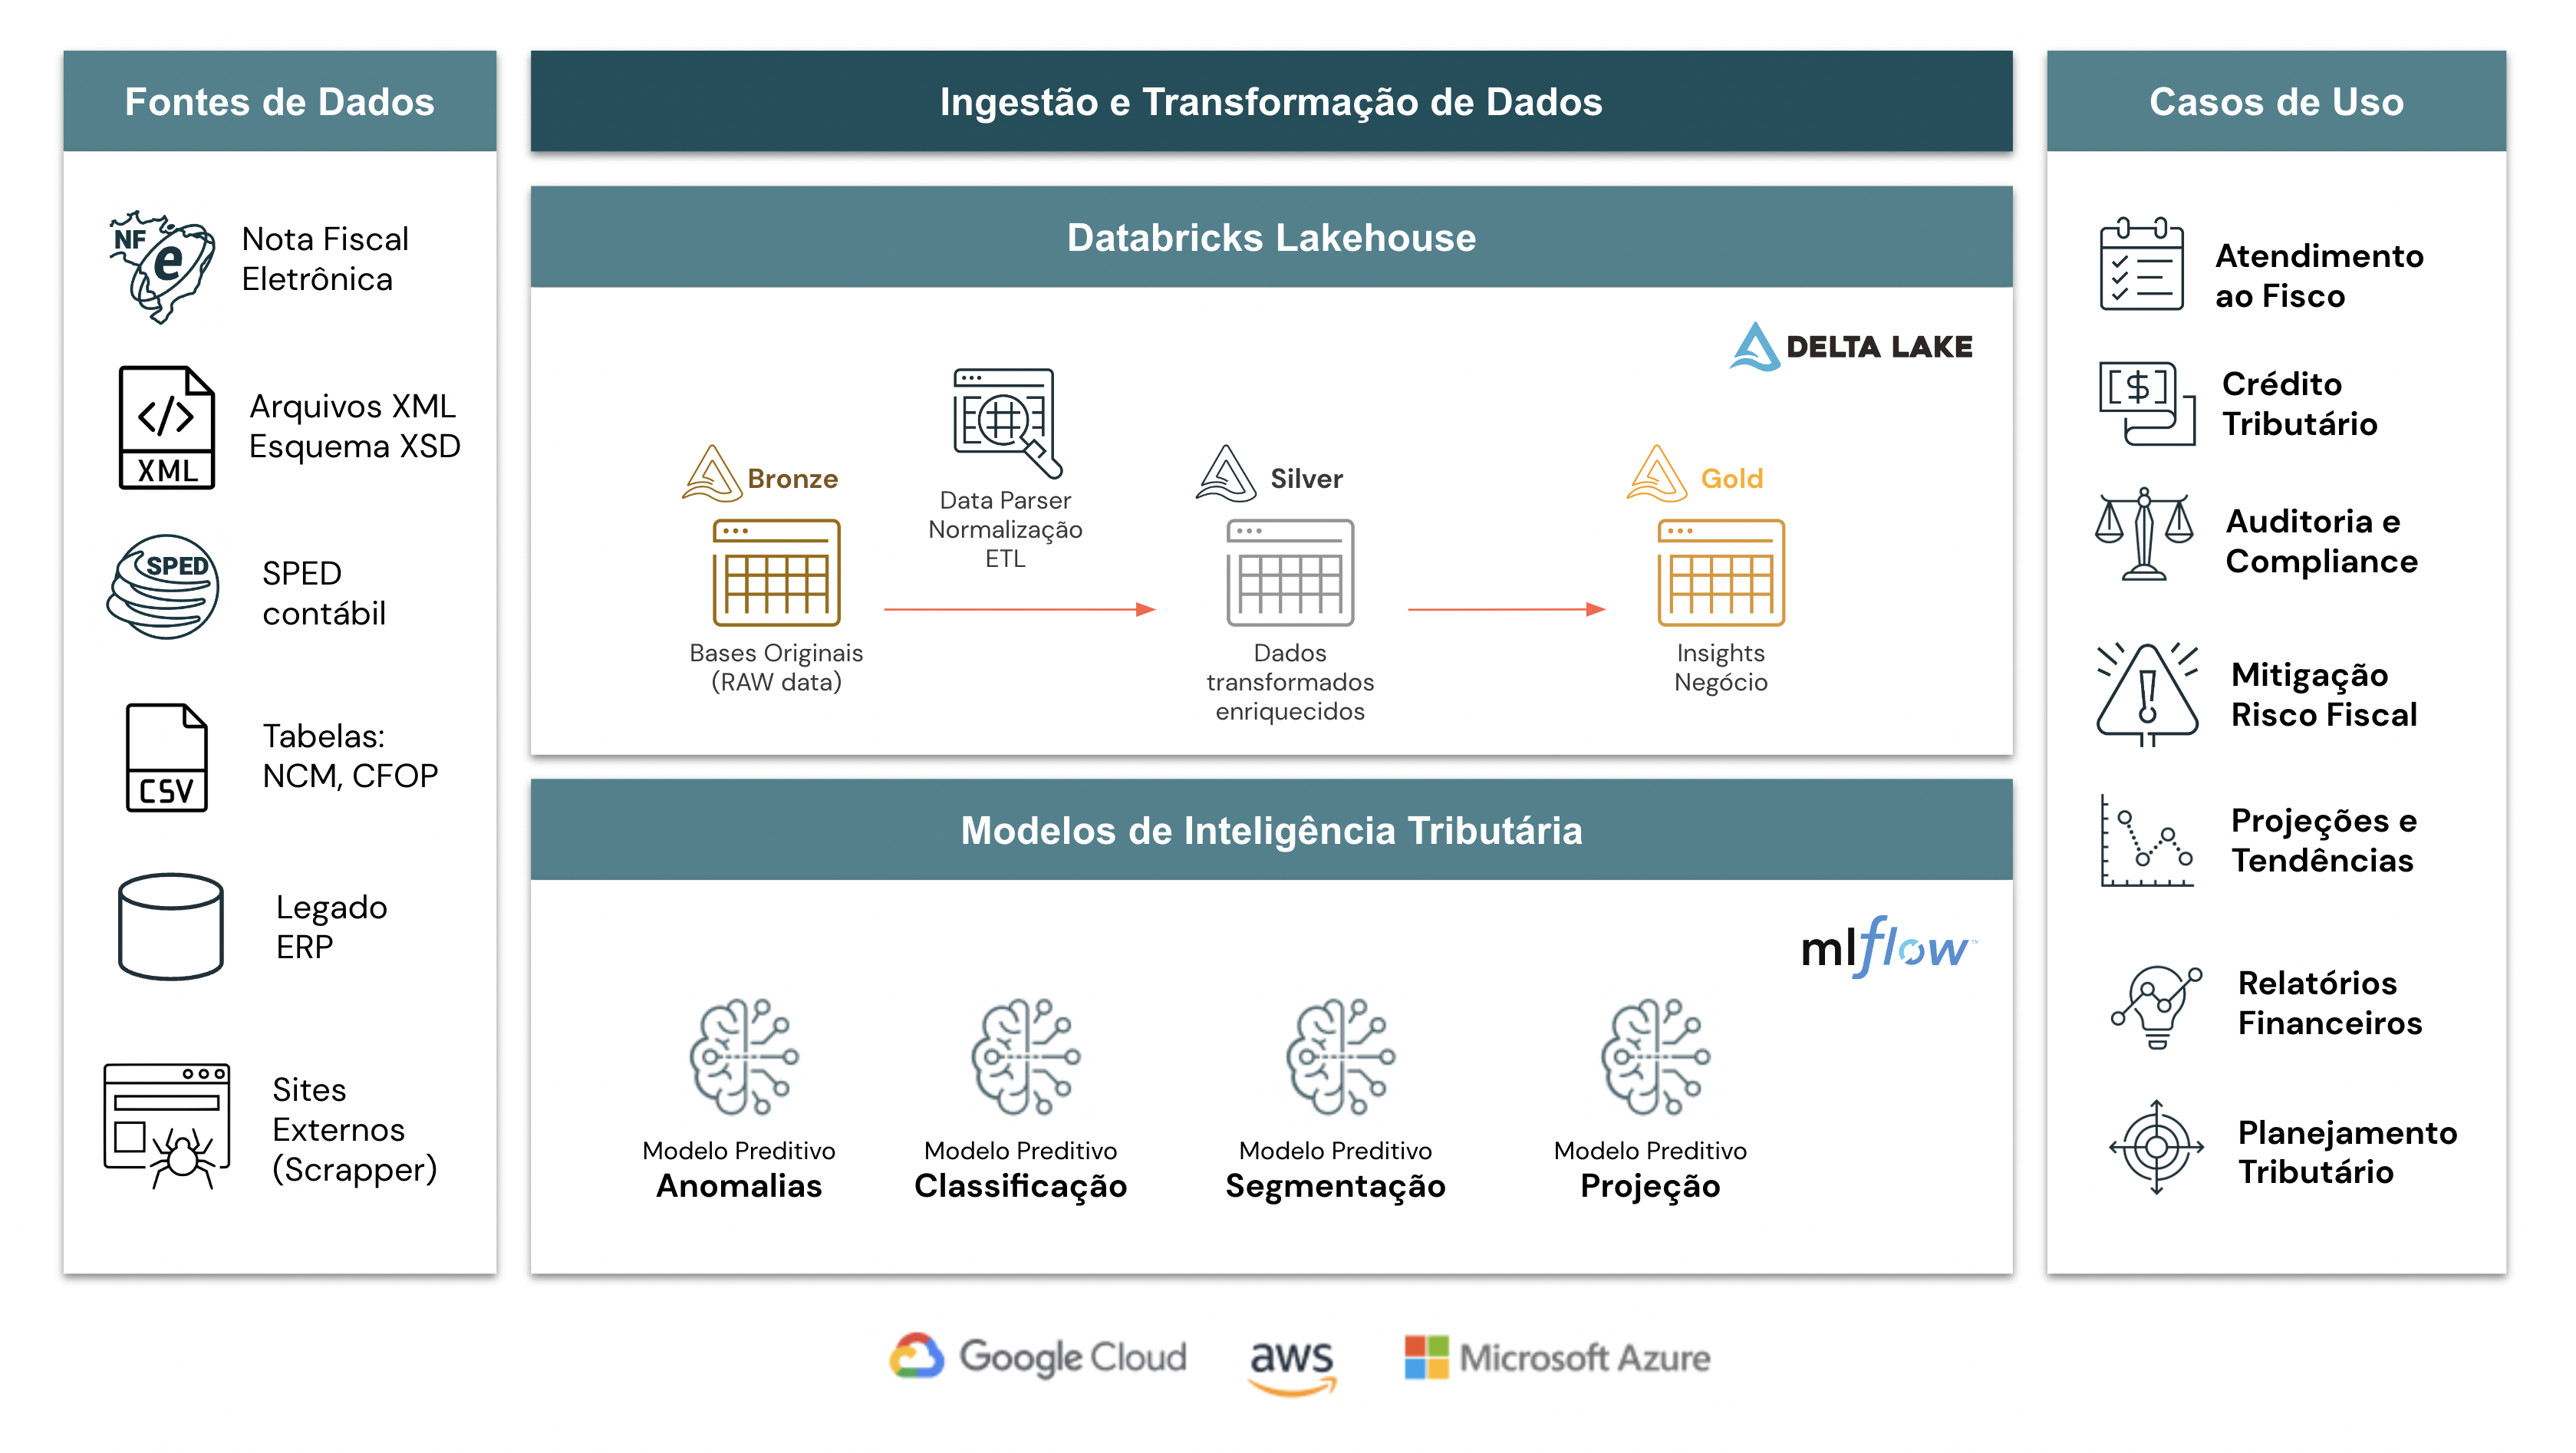 Fontes de Dados
NF
e
Nota Fiscal
Eletrônica
XML
Arquivos XML
Esquema XSD
SPED
SPED
contábil
CSV
Tabelas:
NCM, CFOP
Legado
ERP
Sites
Externos
(Scrapper)
Ingestão e Transformação de Dados
Databricks Lakehouse
DELTA LAKE
Bronze
Bases Originais
(RAW data)
Data Parser
Normalização
ETL
Silver
Dados
transformados
enriquecidos
Gold
Insights
Negócio
Modelos de Inteligência Tributária
mlflow™
Modelo Preditivo
Anomalias
Modelo Preditivo
Classificação
Modelo Preditivo
Segmentação
Modelo Preditivo
Projeção
Casos de Uso
Atendimento
ao Fisco
Crédito
Tributário
Auditoria e
Compliance
Mitigação
Risco Fiscal
Projeções e
Tendências
Relatórios
Financeiros
Planejamento
Tributário
Google Cloud
aws
Microsoft Azure